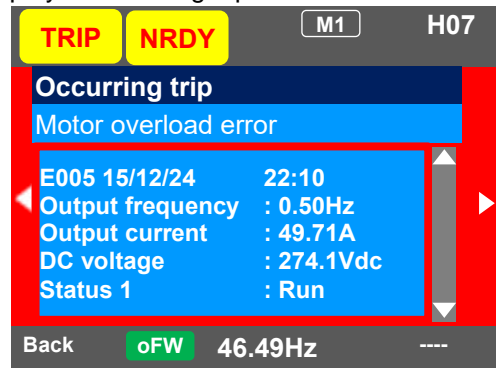 TRIP NRDY M1 H07
Occurring trip
Motor overload error
E005 15/12/24 22:10
Output frequency : 0.50Hz
Output current : 49.71A
DC voltage : 274.1Vdc
Status 1 : Run
Back oFW 46.49Hz ----